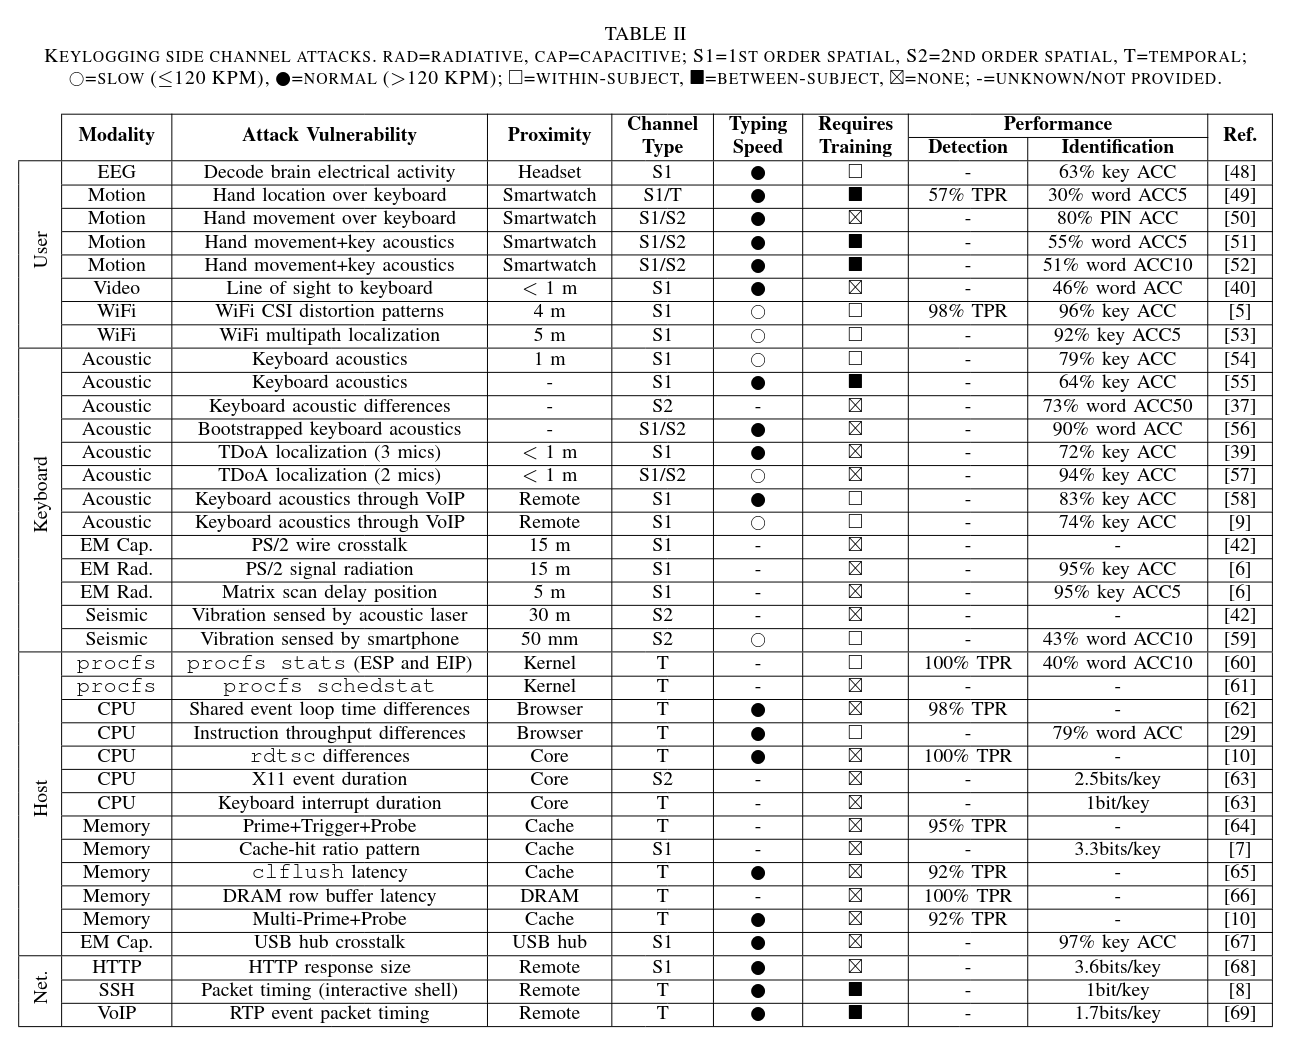 TABLE II
KEYLOGGING SIDE CHANNEL ATTACKS. RAD=RADIATIVE, CAP=CAPACITIVE; S1=1ST ORDER SPATIAL, S2=2ND ORDER SPATIAL, T=TEMPORAL;
○=SLOW (≤120 KPM), ●=NORMAL (>120 KPM); □=WITHIN-SUBJECT, ■=BETWEEN-SUBJECT, ☒=NONE; -=UNKNOWN/NOT PROVIDED.
Modality Attack Vulnerability Proximity Channel Type Typing Speed Requires Training Performance Detection Identification Ref.
User
EEG Decode brain electrical activity Headset S1 ● □ - 63% key ACC [48]
Motion Hand location over keyboard Smartwatch S1/T ● ■ 57% TPR 30% word ACC5 [49]
Motion Hand movement over keyboard Smartwatch S1/S2 ● ☒ - 80% PIN ACC [50]
Motion Hand movement+key acoustics Smartwatch S1/S2 ● ■ - 55% word ACC5 [51]
Motion Hand movement+key acoustics Smartwatch S1/S2 ● ■ - 51% word ACC10 [52]
Video Line of sight to keyboard < 1 m S1 ● ☒ - 46% word ACC [40]
WiFi WiFi CSI distortion patterns 4 m S1 ○ □ 98% TPR 96% key ACC [5]
WiFi WiFi multipath localization 5 m S1 ○ □ - 92% key ACC5 [53]
Keyboard
Acoustic Keyboard acoustics 1 m S1 ○ □ - 79% key ACC [54]
Acoustic Keyboard acoustics - S1 ● ■ - 64% key ACC [55]
Acoustic Keyboard acoustic differences - S2 - ☒ - 73% word ACC50 [37]
Acoustic Bootstrapped keyboard acoustics - S1/S2 ● ☒ - 90% word ACC [56]
Acoustic TDoA localization (3 mics) < 1 m S1 ● ☒ - 72% key ACC [39]
Acoustic TDoA localization (2 mics) < 1 m S1/S2 ○ ☒ - 94% key ACC [57]
Acoustic Keyboard acoustics through VoIP Remote S1 ● □ - 83% key ACC [58]
Acoustic Keyboard acoustics through VoIP Remote S1 ○ □ - 74% key ACC [9]
EM Cap. PS/2 wire crosstalk 15 m S1 - ☒ - - [42]
EM Rad. PS/2 signal radiation 15 m S1 - ☒ - 95% key ACC [6]
EM Rad. Matrix scan delay position 5 m S1 - ☒ - 95% key ACC5 [6]
Seismic Vibration sensed by acoustic laser 30 m S2 - ☒ - - [42]
Seismic Vibration sensed by smartphone 50 mm S2 ○ □ - 43% word ACC10 [59]
Host
procfs procfs stats (ESP and EIP) Kernel T - □ 100% TPR 40% word ACC10 [60]
procfs procfs schedstat Kernel T - ☒ - - [61]
CPU Shared event loop time differences Browser T ● ☒ 98% TPR - [62]
CPU Instruction throughput differences Browser T ● □ - 79% word ACC [29]
CPU rdtsc differences Core T ● ☒ 100% TPR - [10]
CPU X11 event duration Core S2 - ☒ - 2.5bits/key [63]
CPU Keyboard interrupt duration Core T - ☒ - 1bit/key [63]
Memory Prime+Trigger+Probe Cache T - ☒ 95% TPR - [64]
Memory Cache-hit ratio pattern Cache S1 - ☒ - 3.3bits/key [7]
Memory clflush latency Cache T ● ☒ 92% TPR - [65]
Memory DRAM row buffer latency DRAM T - ☒ 100% TPR - [66]
Memory Multi-Prime+Probe Cache T ● ☒ 92% TPR - [10]
EM Cap. USB hub crosstalk USB hub S1 ● ☒ - 97% key ACC [67]
Net.
HTTP HTTP response size Remote S1 ● ☒ - 3.6bits/key [68]
SSH Packet timing (interactive shell) Remote T ● ■ - 1bit/key [8]
VoIP RTP event packet timing Remote T ● ■ - 1.7bits/key [69]